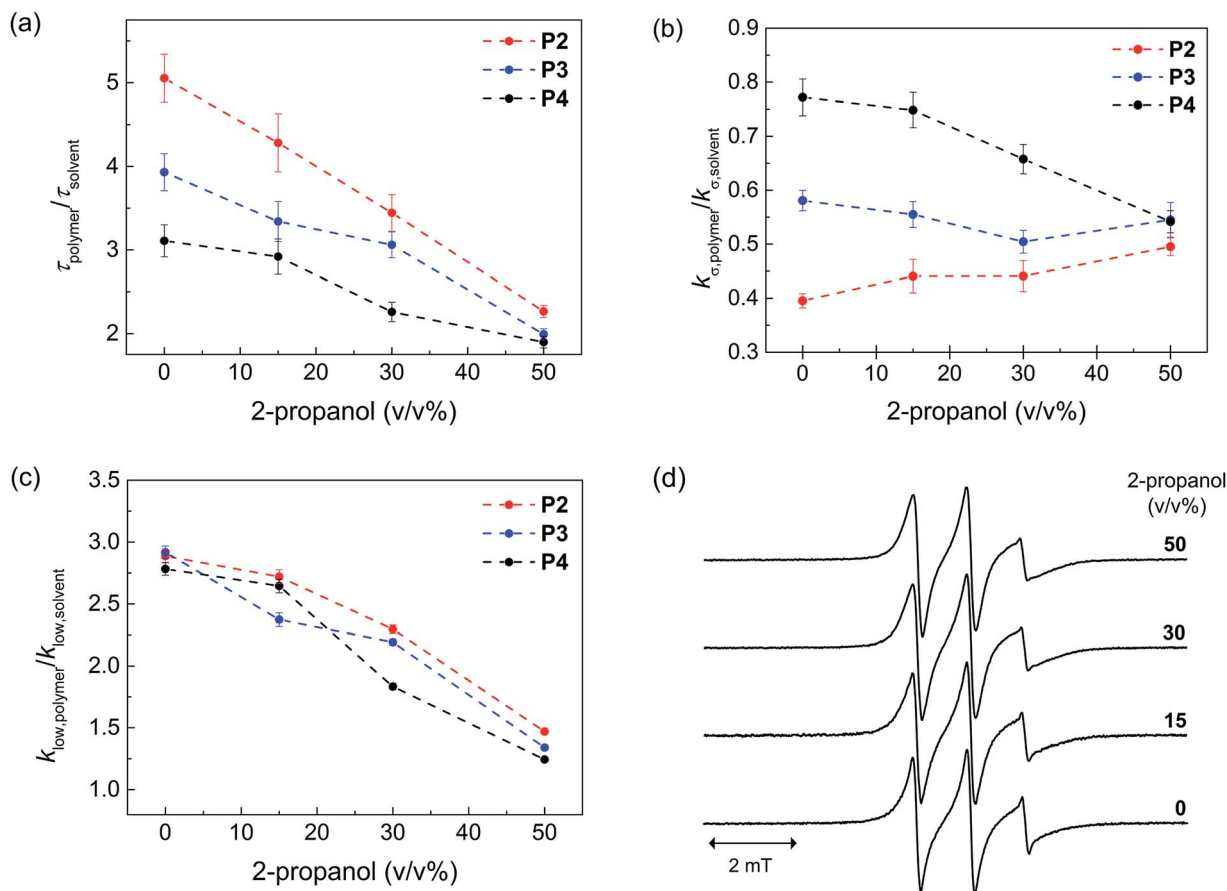 (a)
P2
P3
P4
τpolymer/τsolvent
5
4
3
2
0 10 20 30 40 50
2-propanol (v/v%)
(b)
P2
P3
P4
kσ,polymer/kσ,solvent
0.9
0.8
0.7
0.6
0.5
0.4
0.3
0 10 20 30 40 50
2-propanol (v/v%)
(c)
P2
P3
P4
klow,polymer/klow,solvent
3.5
3.0
2.5
2.0
1.5
1.0
0 10 20 30 40 50
2-propanol (v/v%)
(d)
2-propanol
(v/v%)
50
30
15
0
2 mT